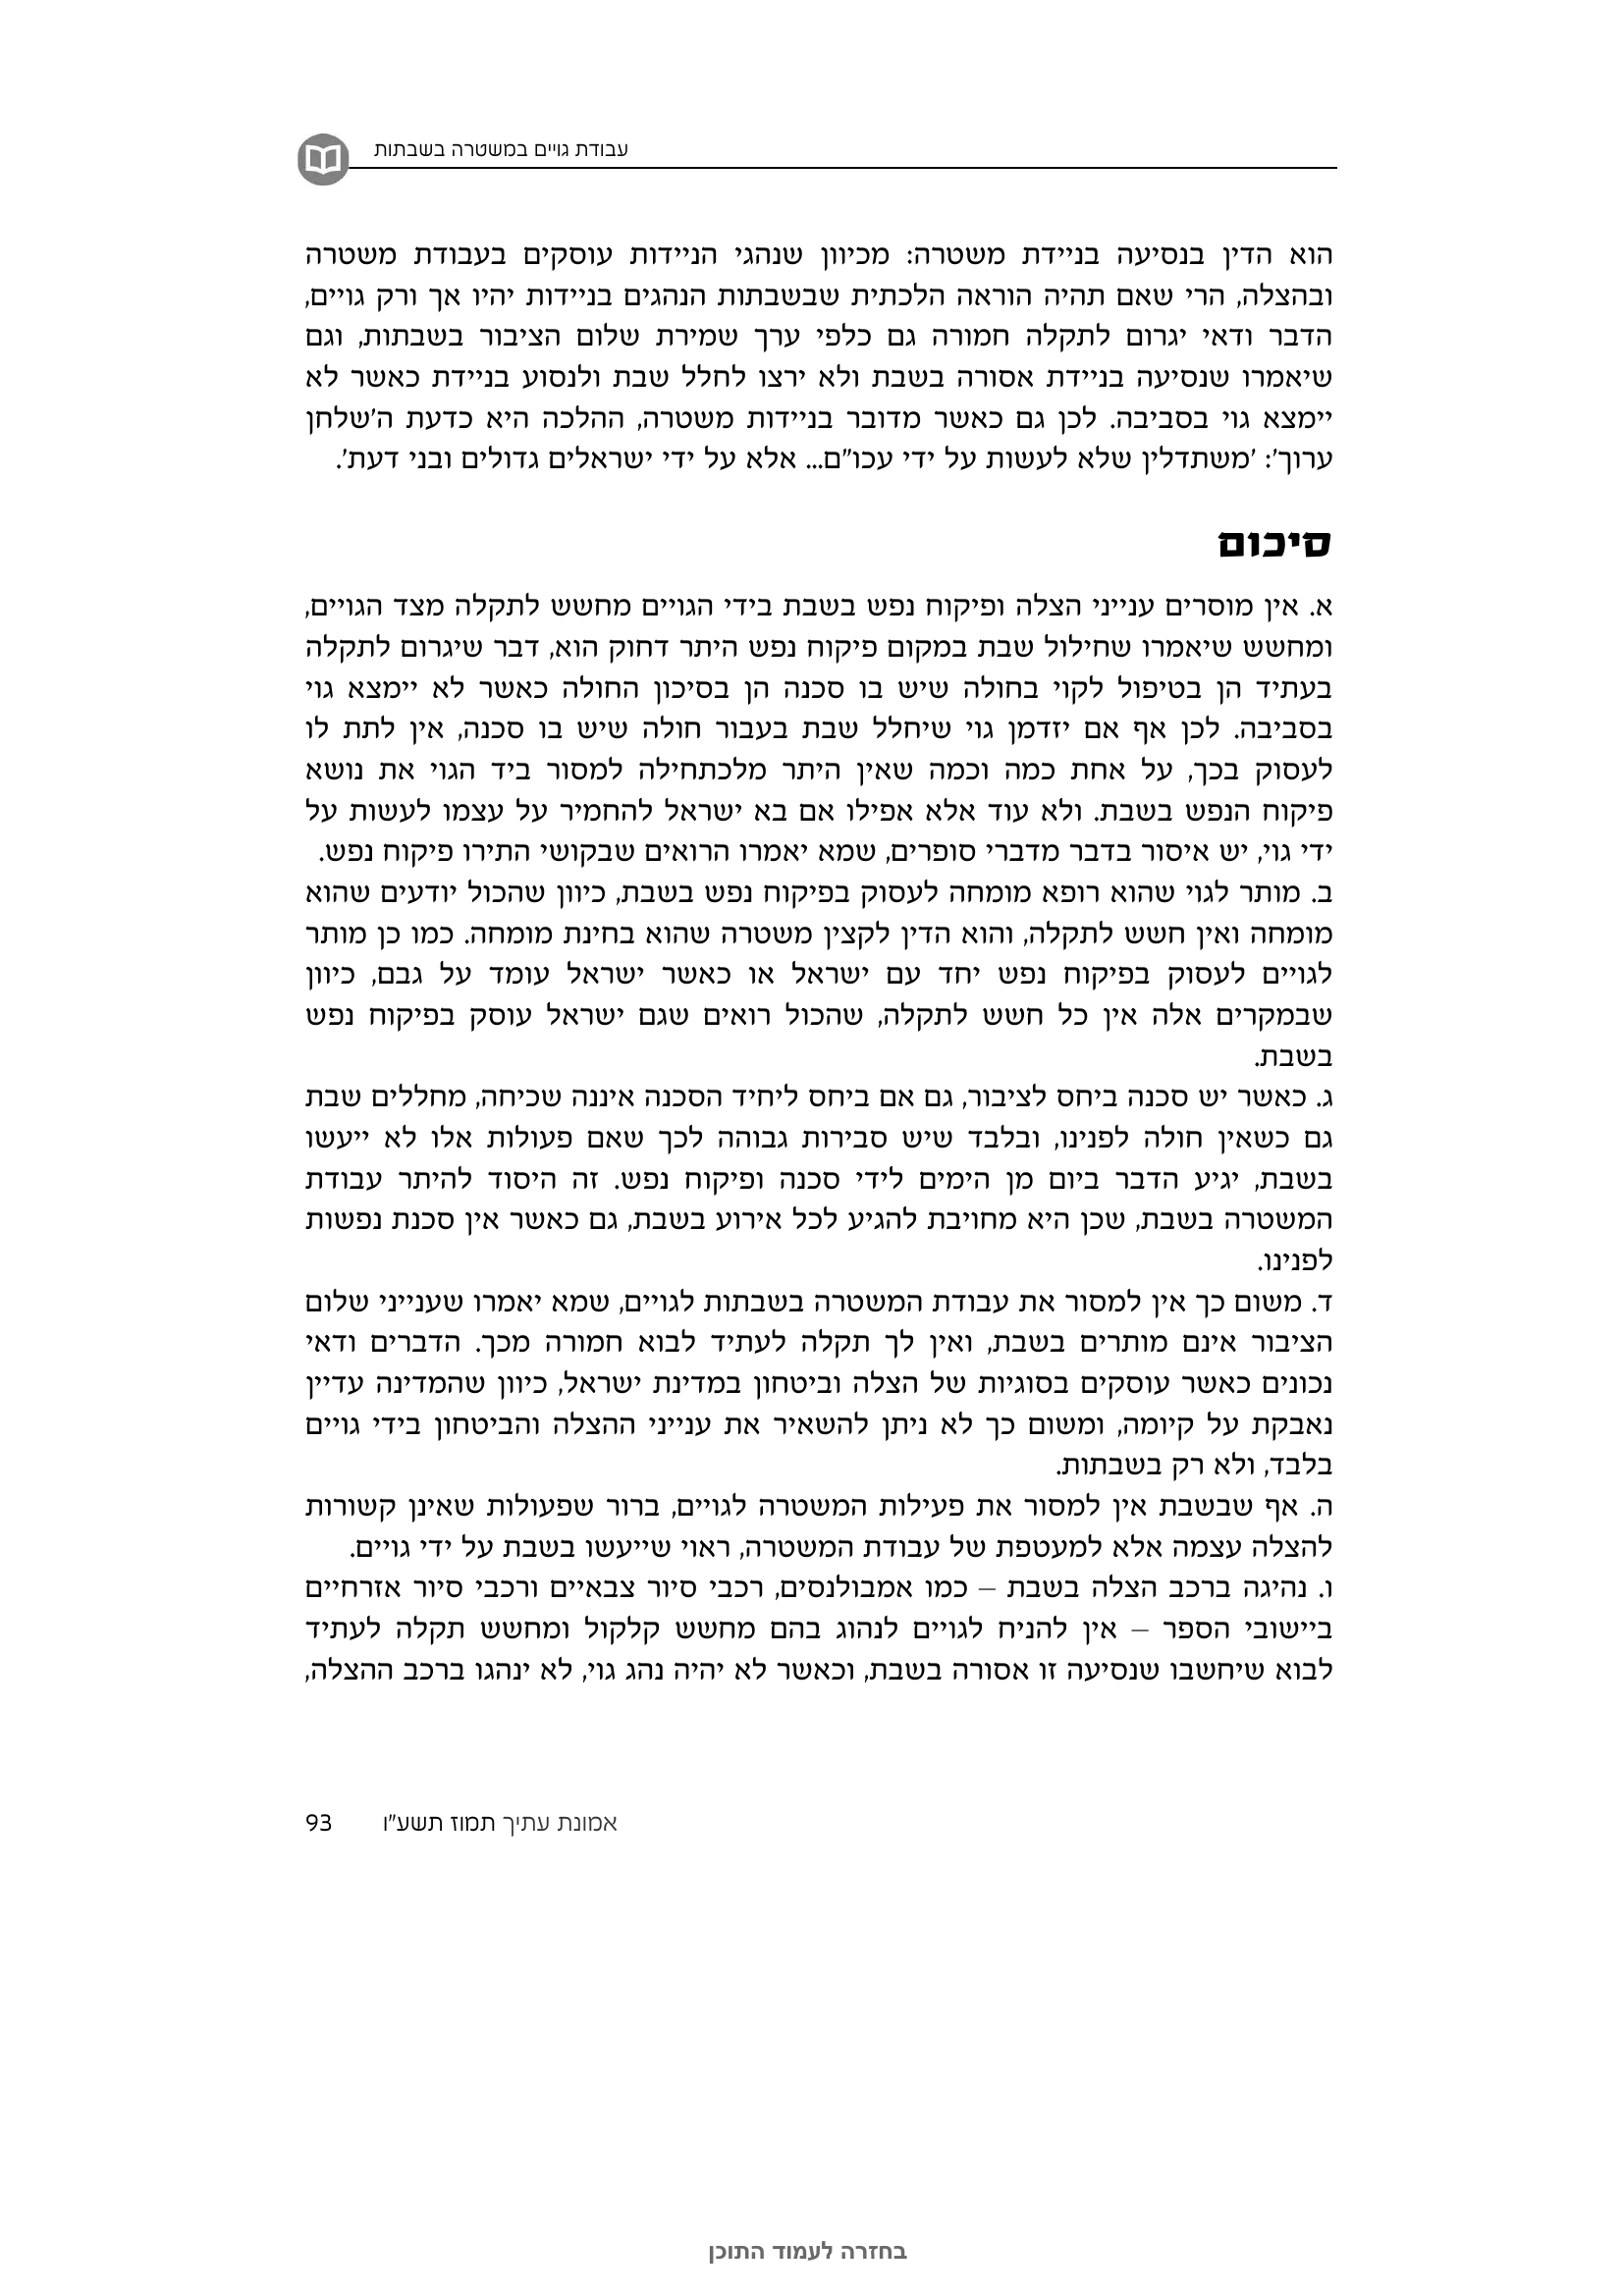 עבודת גויים במשטרה בשבתות
הוא הדין בנסיעה בניידת משטרה: מכיוון שנהגי הניידות עוסקים בעבודת משטרה
ובהצלה, הרי שאם תהיה הוראה הלכתית שבשבתות הנהגים בניידות יהיו אך ורק גויים,
הדבר ודאי יגרום לתקלה חמורה גם כלפי ערך שמירת שלום הציבור בשבתות, וגם
שיאמרו שנסיעה בניידת אסורה בשבת ולא ירצו לחלל שבת ולנסוע בניידת כאשר לא
יימצא גוי בסביבה. לכן גם כאשר מדובר בניידות משטרה, ההלכה היא כדעת ה'שלחן
ערוך': 'משתדלין שלא לעשות על ידי עכו"ם... אלא על ידי ישראלים גדולים ובני דעת'.
סיכום
א. אין מוסרים ענייני הצלה ופיקוח נפש בשבת בידי הגויים מחשש לתקלה מצד הגויים,
ומחשש שיאמרו שחילול שבת במקום פיקוח נפש היתר דחוק הוא, דבר שיגרום לתקלה
בעתיד הן בטיפול לקוי בחולה שיש בו סכנה הן בסיכון החולה כאשר לא יימצא גוי
בסביבה. לכן אף אם יזדמן גוי שיחלל שבת בעבור חולה שיש בו סכנה, אין לתת לו
לעסוק בכך, על אחת כמה וכמה שאין היתר מלכתחילה למסור ביד הגוי את נושא
פיקוח הנפש בשבת. ולא עוד אלא אפילו אם בא ישראל להחמיר על עצמו לעשות על
ידי גוי, יש איסור בדבר מדברי סופרים, שמא יאמרו הרואים שבקושי התירו פיקוח נפש.
ב. מותר לגוי שהוא רופא מומחה לעסוק בפיקוח נפש בשבת, כיוון שהכול יודעים שהוא
מומחה ואין חשש לתקלה, והוא הדין לקצין משטרה שהוא בחינת מומחה. כמו כן מותר
לגויים לעסוק בפיקוח נפש יחד עם ישראל או כאשר ישראל עומד על גבם, כיוון
שבמקרים אלה אין כל חשש לתקלה, שהכול רואים שגם ישראל עוסק בפיקוח נפש
בשבת.
ג. כאשר יש סכנה ביחס לציבור, גם אם ביחס ליחיד הסכנה איננה שכיחה, מחללים שבת
גם כשאין חולה לפנינו, ובלבד שיש סבירות גבוהה לכך שאם פעולות אלו לא ייעשו
בשבת, יגיע הדבר ביום מן הימים לידי סכנה ופיקוח נפש. זה היסוד להיתר עבודת
המשטרה בשבת, שכן היא מחויבת להגיע לכל אירוע בשבת, גם כאשר אין סכנת נפשות
לפנינו.
ד. משום כך אין למסור את עבודת המשטרה בשבתות לגויים, שמא יאמרו שענייני שלום
הציבור אינם מותרים בשבת, ואין לך תקלה לעתיד לבוא חמורה מכך. הדברים ודאי
נכונים כאשר עוסקים בסוגיות של הצלה וביטחון במדינת ישראל, כיוון שהמדינה עדיין
נאבקת על קיומה, ומשום כך לא ניתן להשאיר את ענייני ההצלה והביטחון בידי גויים
בלבד, ולא רק בשבתות.
ה. אף שבשבת אין למסור את פעילות המשטרה לגויים, ברור שפעולות שאינן קשורות
להצלה עצמה אלא למעטפת של עבודת המשטרה, ראוי שייעשו בשבת על ידי גויים.
ו. נהיגה ברכב הצלה בשבת – כמו אמבולנסים, רכבי סיור צבאיים ורכבי סיור אזרחיים
ביישובי הספר – אין להניח לגויים לנהוג בהם מחשש קלקול ומחשש תקלה לעתיד
לבוא שיחשבו שנסיעה זו אסורה בשבת, וכאשר לא יהיה נהג גוי, לא ינהגו ברכב ההצלה,
אמונת עתיך תמוז תשע"ו 93
בחזרה לעמוד התוכן